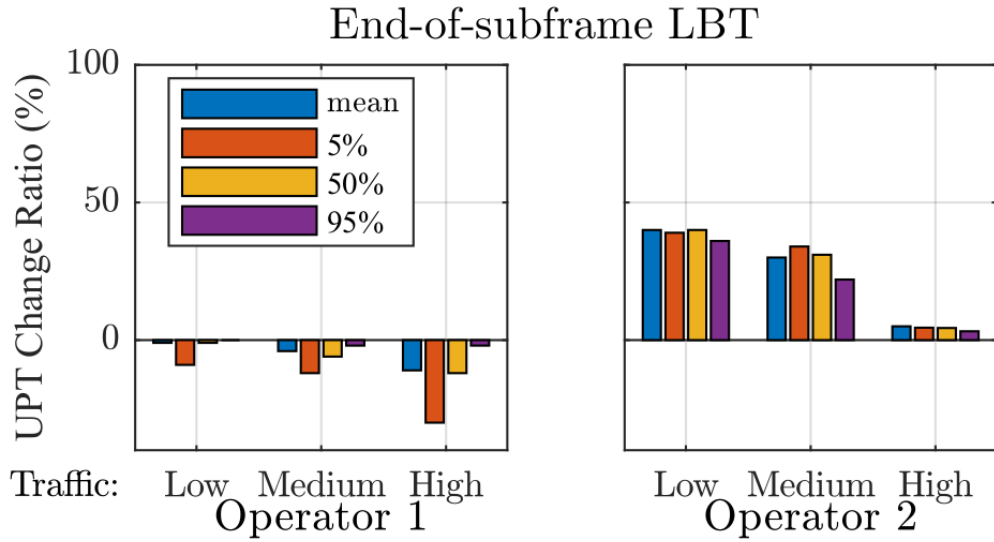 End-of-subframe LBT
UPT Change Ratio (%)
100
50
0
mean
5%
50%
95%
Traffic: Low Medium High
Low Medium High
Operator 1
Operator 2